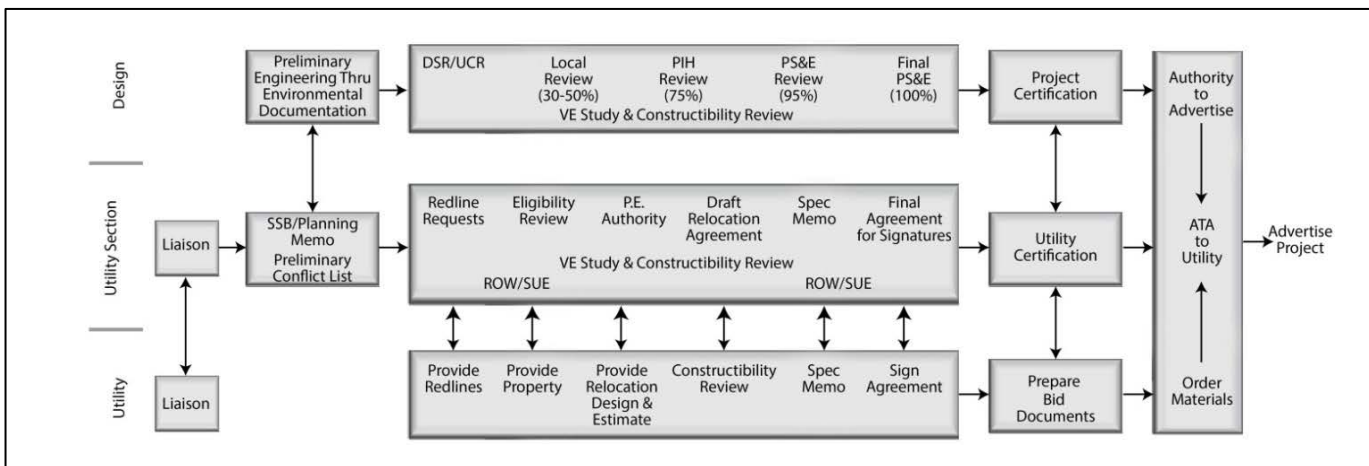 Design
Preliminary
Engineering Thru
Environmental
Documentation
DSR/UCR
Local
Review
(30-50%)
PIH
Review
(75%)
PS&E
Review
(95%)
Final
PS&E
(100%)
VE Study & Constructibility Review
Project
Certification
Authority
to
Advertise
Utility Section
Liaison
SSB/Planning
Memo
Preliminary
Conflict List
Redline
Requests
Eligibility
Review
P.E.
Authority
Draft
Relocation
Agreement
Spec
Memo
Final
Agreement
for Signatures
VE Study & Constructibility Review
ROW/SUE
ROW/SUE
Utility
Certification
ATA
to
Utility
Advertise
Project
Utility
Liaison
Provide
Redlines
Provide
Property
Provide
Relocation
Design &
Estimate
Constructibility
Review
Spec
Memo
Sign
Agreement
Prepare
Bid
Documents
Order
Materials